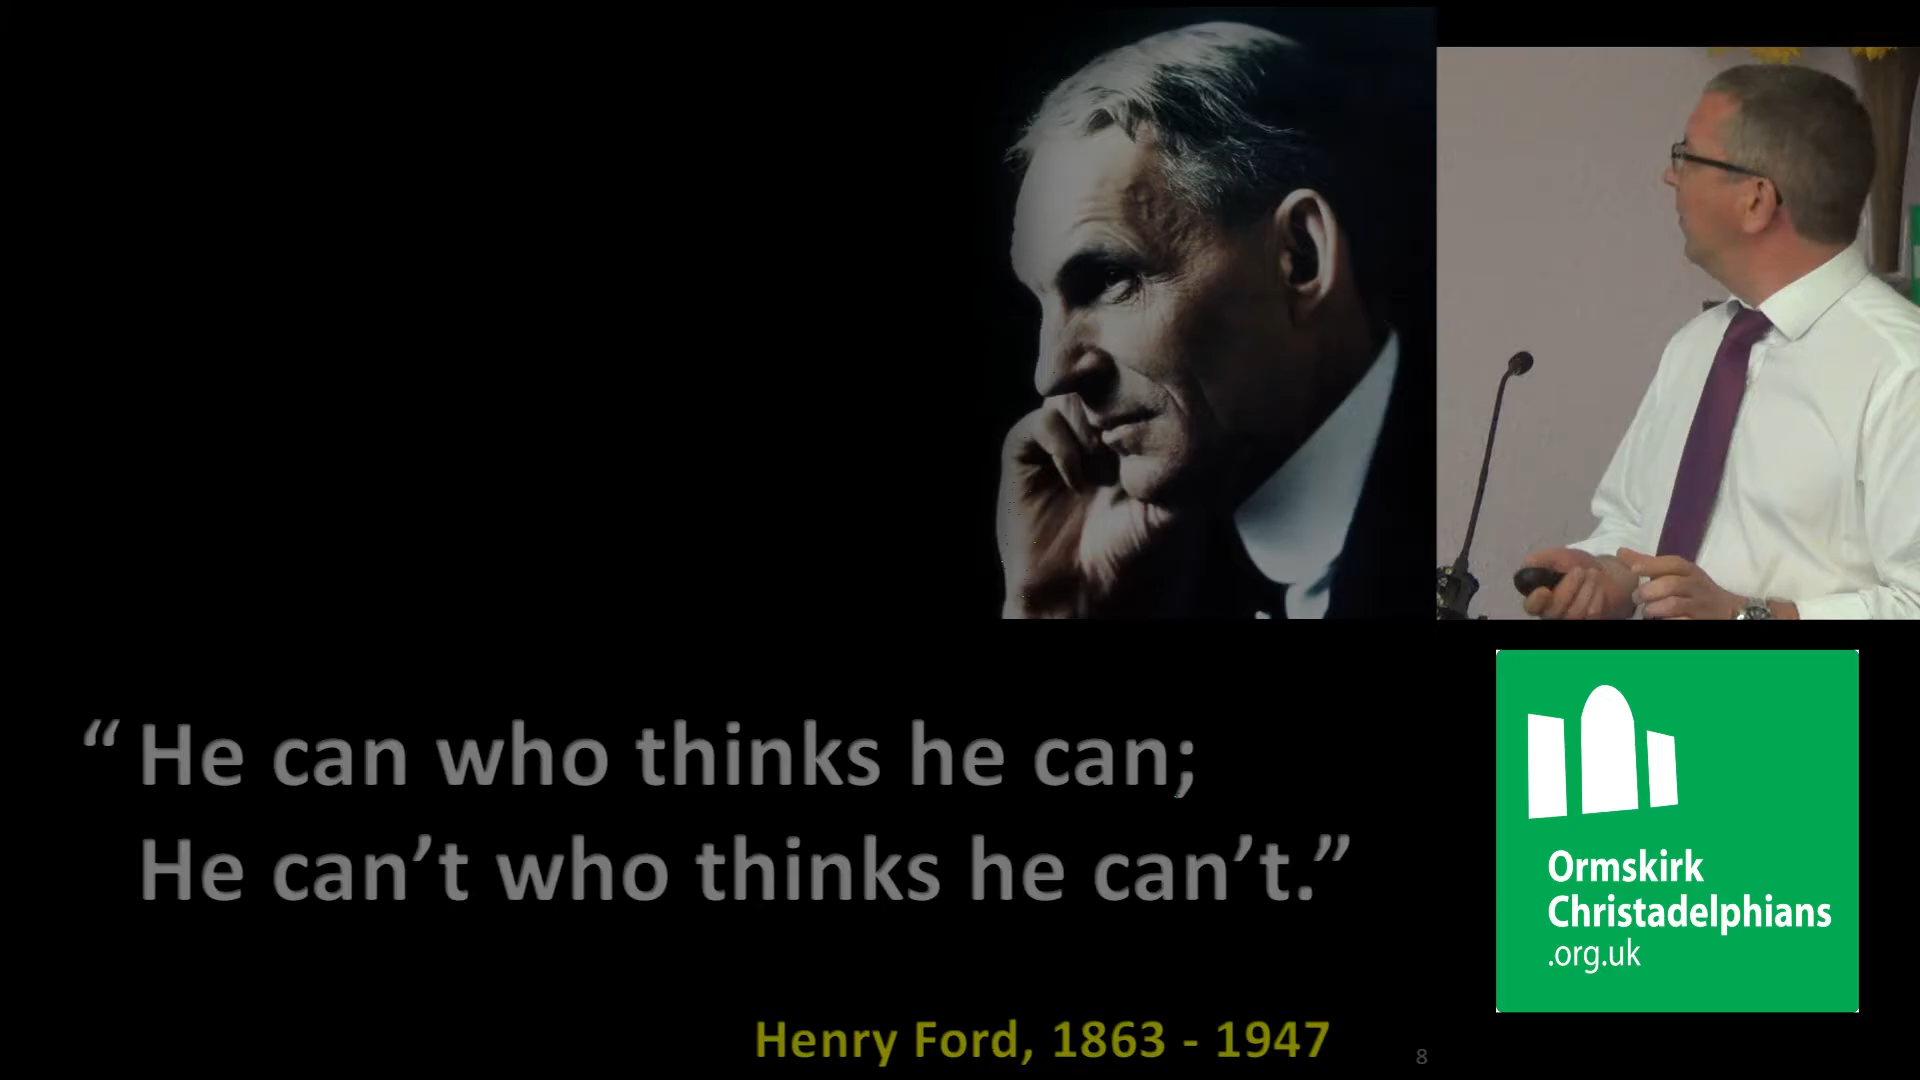 “ He can who thinks he can;
He can’t who thinks he can’t.”
Henry Ford, 1863 - 1947
8
Ormskirk
Christadelphians
.org.uk